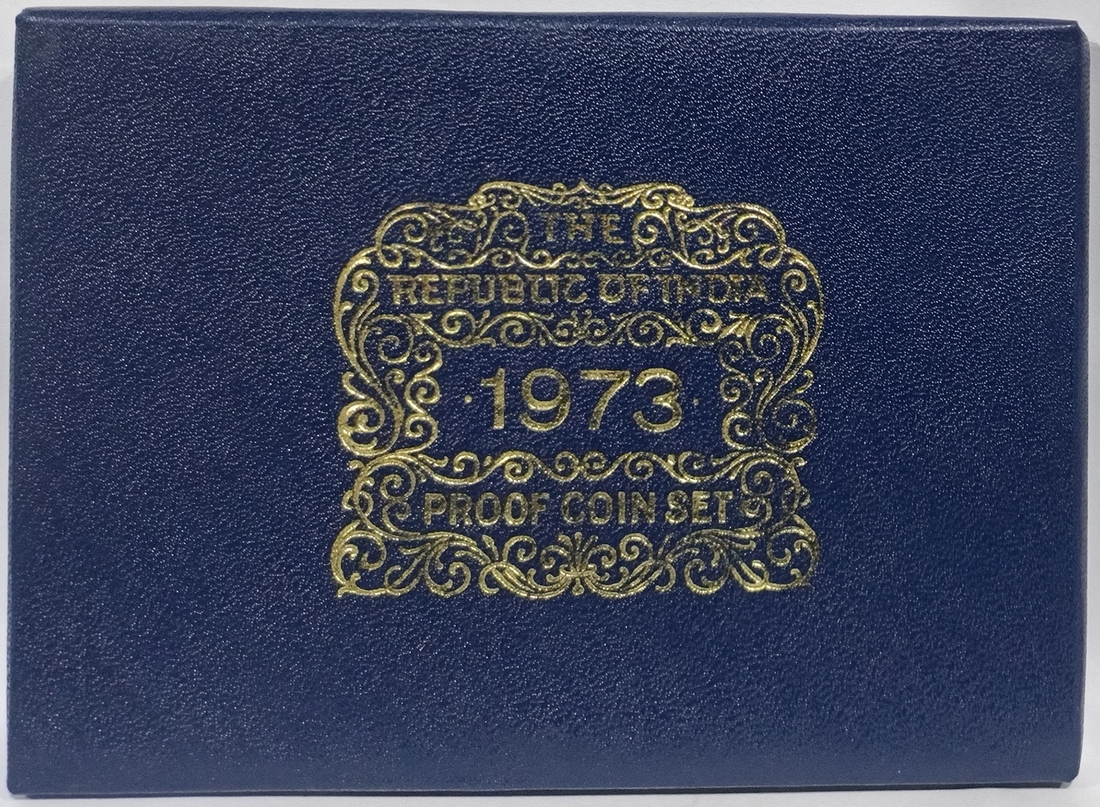 THE
REPUBLIC OF INDIA
·1973·
PROOF COIN SET